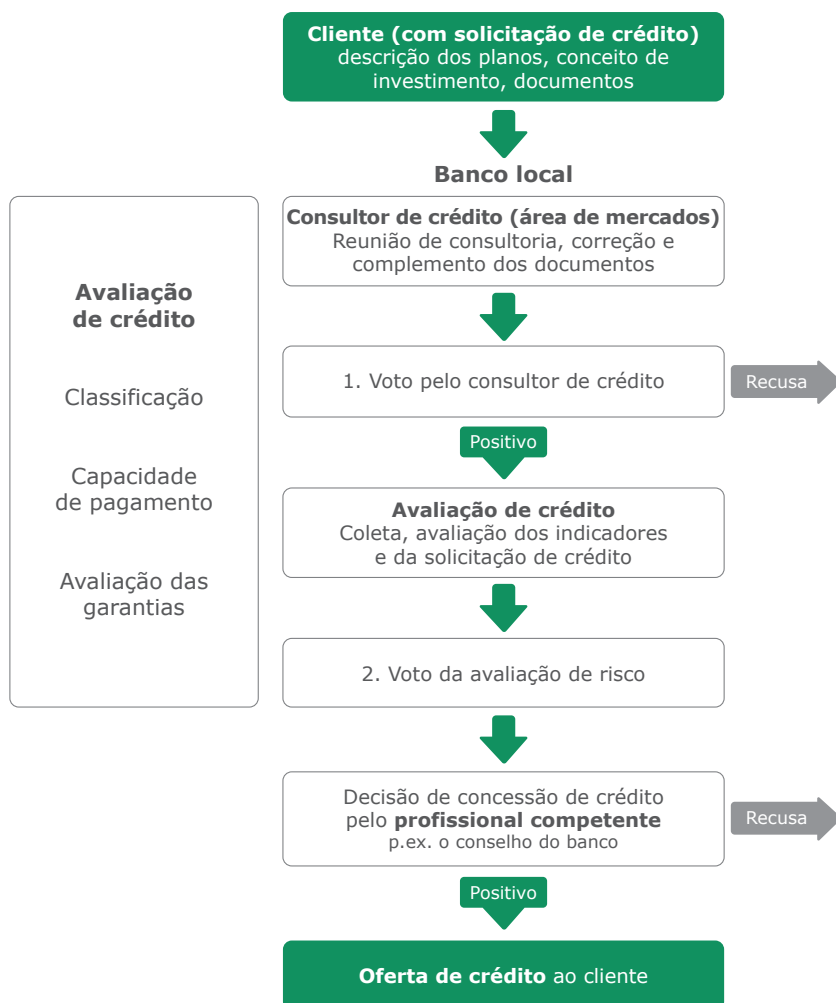 Cliente (com solicitação de crédito)
descrição dos planos, conceito de
investimento, documentos
Banco local
Avaliação
de crédito
Classificação
Capacidade
de pagamento
Avaliação das
garantias
Consultor de crédito (área de mercados)
Reunião de consultoria, correção e
complemento dos documentos
1. Voto pelo consultor de crédito
Recusa
Positivo
Avaliação de crédito
Coleta, avaliação dos indicadores
e da solicitação de crédito
2. Voto da avaliação de risco
Decisão de concessão de crédito
pelo profissional competente
p.ex. o conselho do banco
Recusa
Positivo
Oferta de crédito ao cliente